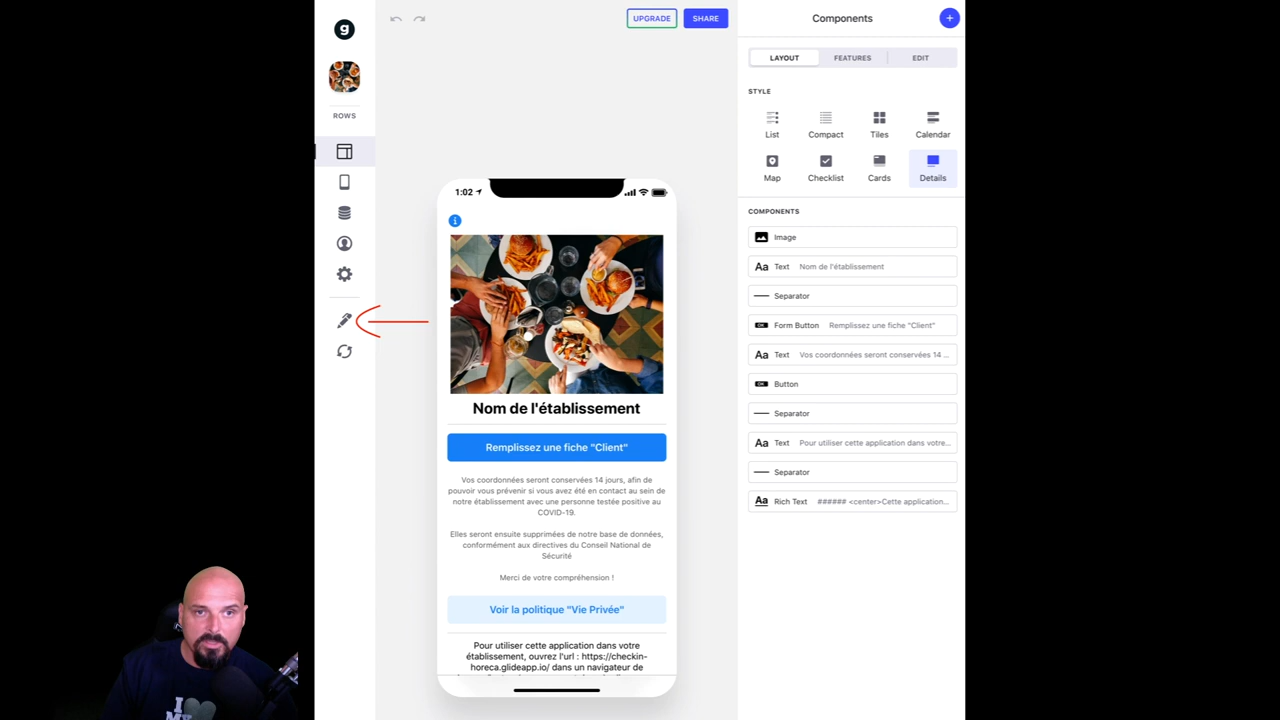 g
ROWS
UPGRADE
SHARE
1:02
Nom de l'établissement
Remplissez une fiche "Client"
Vos coordonnées seront conservées 14 jours, afin de
pouvoir vous prévenir si vous avez été en contact au sein de
notre établissement avec une personne testée positive au
COVID-19.
Elles seront ensuite supprimées de notre base de données,
conformément aux directives du Conseil National de
Sécurité
Merci de votre compréhension !
Voir la politique "Vie Privée"
Pour utiliser cette application dans votre
établissement, ouvrez l'url : https://checkin-
horeca.glideapp.io/ dans un navigateur de
Components
+
LAYOUT FEATURES EDIT
STYLE
List Compact Tiles Calendar
Map Checklist Cards Details
COMPONENTS
Image
Aa Text Nom de l'établissement
Separator
OK Form Button Remplissez une fiche "Client"
Aa Text Vos coordonnées seront conservées 14 ...
OK Button
Separator
Aa Text Pour utiliser cette application dans votre...
Separator
Aa Rich Text ###### <center>Cette application...
I